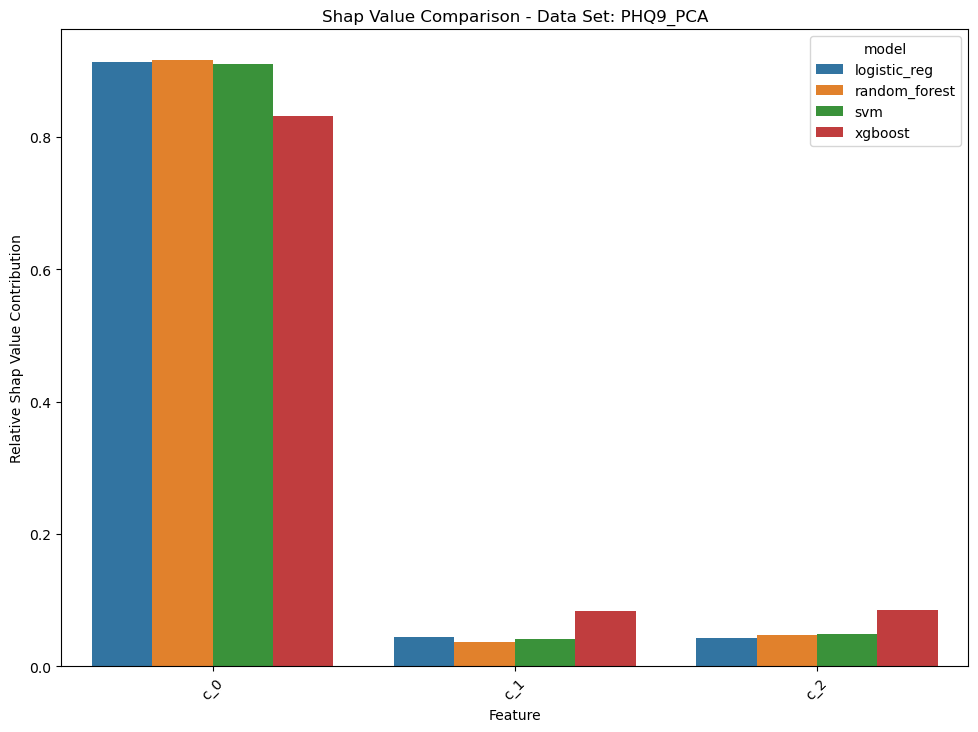 Shap Value Comparison - Data Set: PHQ9_PCA
model
logistic_reg
random_forest
svm
xgboost
Relative Shap Value Contribution
0.8
0.6
0.4
0.2
0.0
c_0
c_1
c_2
Feature